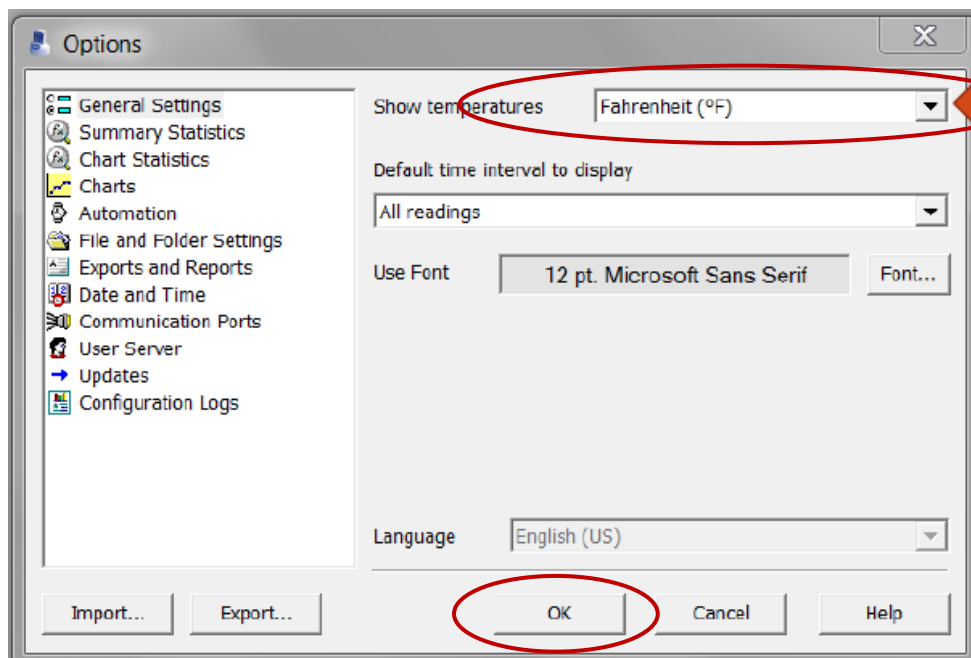 Options
General Settings
Summary Statistics
Chart Statistics
Charts
Automation
File and Folder Settings
Exports and Reports
Date and Time
Communication Ports
User Server
Updates
Configuration Logs
Show temperatures Fahrenheit (°F)
Default time interval to display
All readings
Use Font 12 pt. Microsoft Sans Serif Font...
Language English (US)
Import... Export... OK Cancel Help